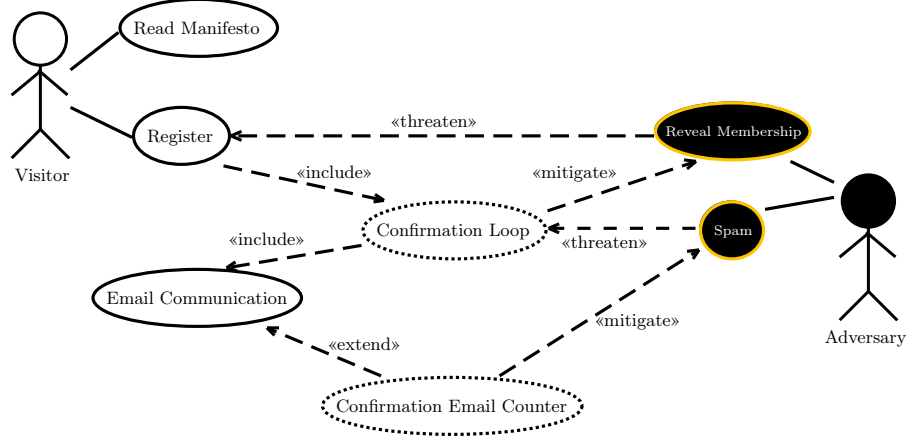 Read Manifesto
«threaten»
Reveal Membership
Register
Visitor
«include»
«mitigate»
Confirmation Loop
Spam
«include»
«threaten»
Email Communication
«mitigate»
Adversary
«extend»
Confirmation Email Counter